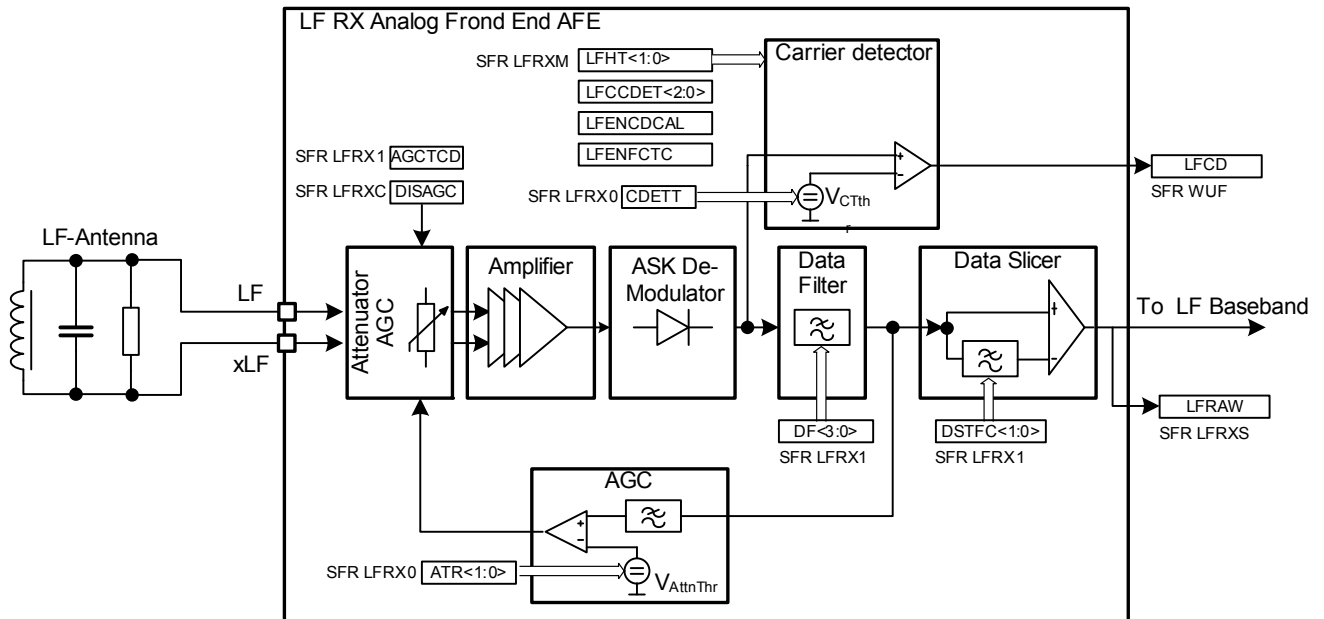 LF RX Analog Frond End AFE
SFR LFRXM
LFHT<1:0>
LFCCDET<2:0>
LFENCDCAL
LFENFCTC
Carrier detector
+
-
VCTth
r
SFR LFRX1
AGCTCD
SFR LFRXC
DISAGC
SFR LFRX0
CDETT
LFCD
SFR WUF
LF-Antenna
LF
xLF
Attenuator
AGC
Amplifier
ASK De-
Modulator
Data
Filter
Data Slicer
+
-
To LF Baseband
DF<3:0>
SFR LFRX1
DSTFC<1:0>
SFR LFRX1
LFRAW
SFR LFRXS
AGC
+
-
SFR LFRX0
ATR<1:0>
VAttnThr